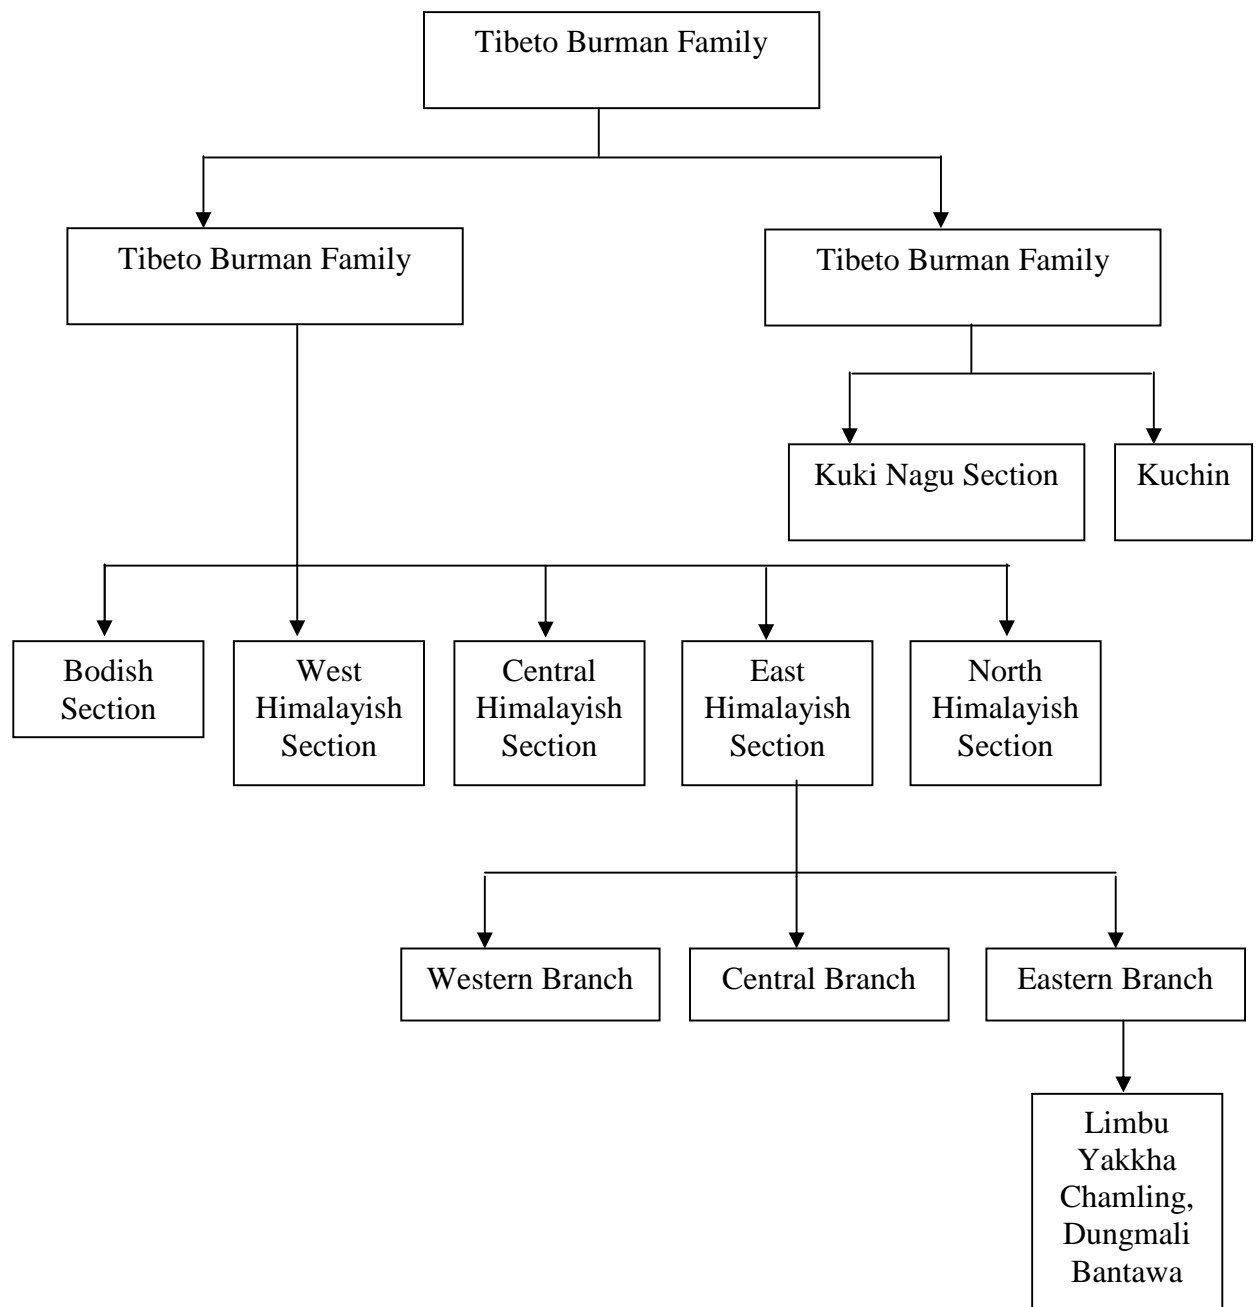 Tibeto Burman Family
Tibeto Burman Family
Tibeto Burman Family
Kuki Nagu Section
Kuchin
Bodish
Section
West
Himalayish
Section
Central
Himalayish
Section
East
Himalayish
Section
North
Himalayish
Section
Western Branch
Central Branch
Eastern Branch
Limbu
Yakkha
Chamling,
Dungmali
Bantawa